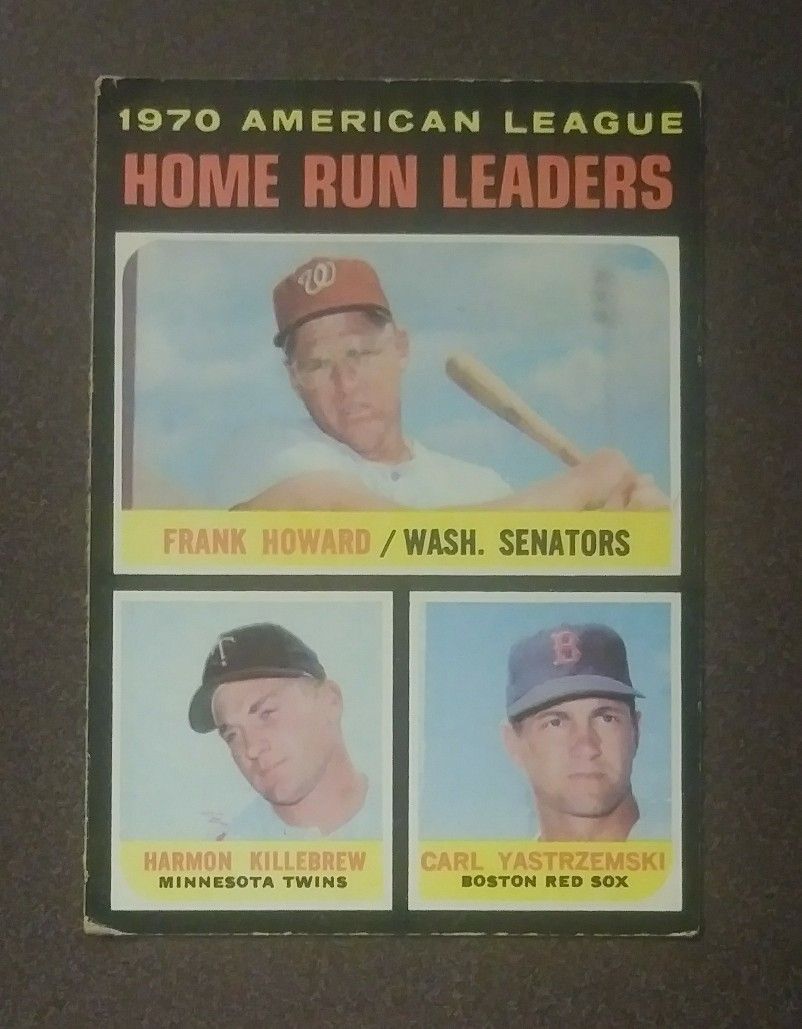 1970 AMERICAN LEAGUE
HOME RUN LEADERS
W
FRANK HOWARD / WASH. SENATORS
T
B
HARMON KILLEBREW
MINNESOTA TWINS
CARL YASTRZEMSKI
BOSTON RED SOX